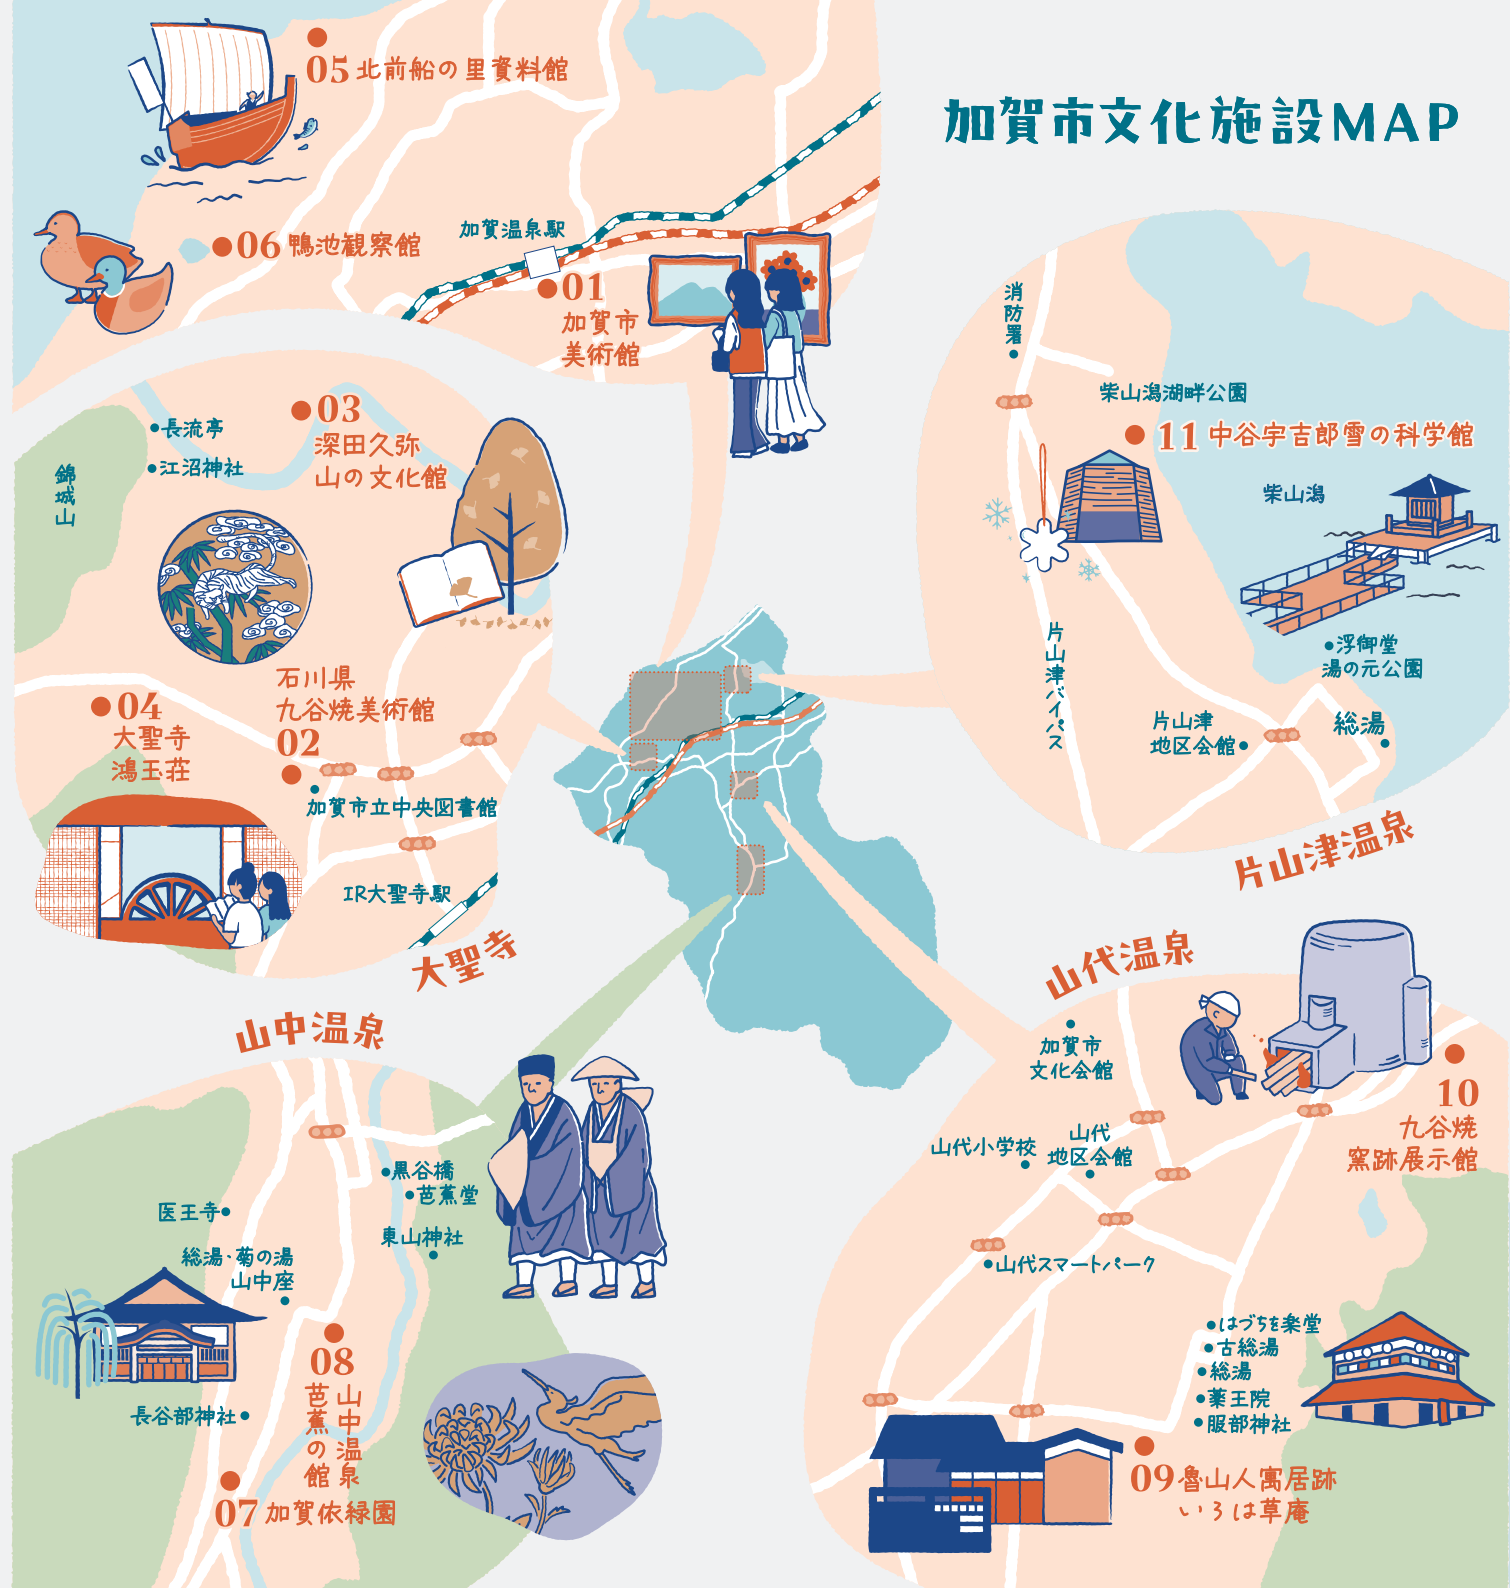 加賀市文化施設MAP
05 北前船の里資料館
06 鴨池観察館
加賀温泉駅
01
加賀市
美術館
03
深田久弥
山の文化館
長流亭
江沼神社
錦城山
石川県
九谷焼美術館
02
04
大聖寺
鴻玉荘
加賀市立中央図書館
IR大聖寺駅
大聖寺
消防署
柴山潟湖畔公園
11 中谷宇吉郎雪の科学館
柴山潟
浮御堂
湯の元公園
片山津バイパス
片山津
地区会館
総湯
片山津温泉
山中温泉
黒谷橋
芭蕉堂
医王寺
東山神社
総湯・菊の湯
山中座
08
山中温泉
芭蕉の館
長谷部神社
07 加賀依緑園
山代温泉
加賀市
文化会館
10
九谷焼
窯跡展示館
山代小学校
山代
地区会館
山代スマートパーク
はづちを楽堂
古総湯
総湯
薬王院
服部神社
09 魯山人寓居跡
いろは草庵